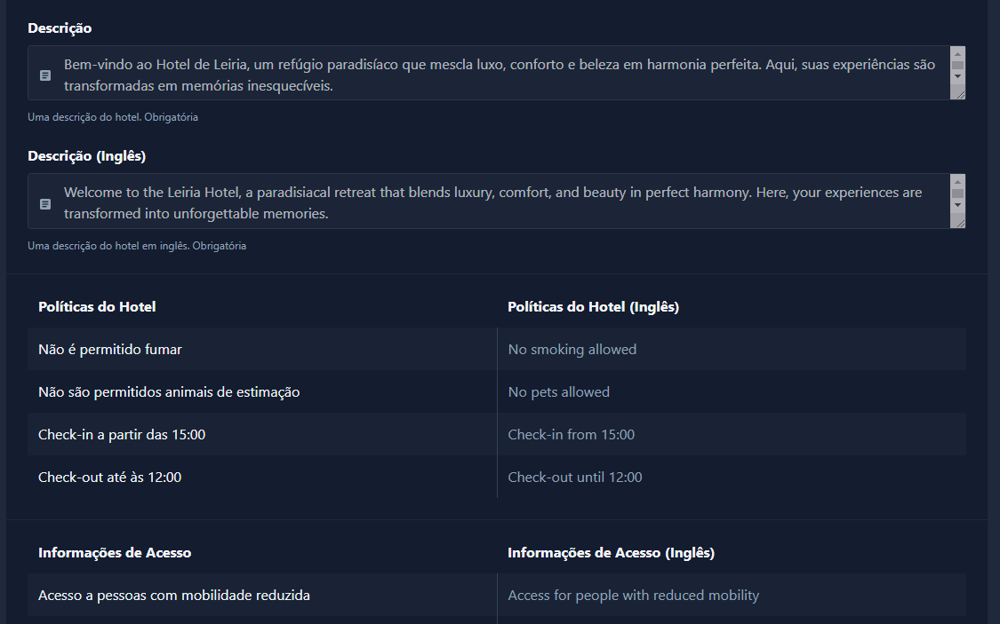 Descrição
Bem-vindo ao Hotel de Leiria, um refúgio paradisíaco que mescla luxo, conforto e beleza em harmonia perfeita. Aqui, suas experiências são
transformadas em memórias inesquecíveis.
Uma descrição do hotel. Obrigatória
Descrição (Inglês)
Welcome to the Leiria Hotel, a paradisiacal retreat that blends luxury, comfort, and beauty in perfect harmony. Here, your experiences are
transformed into unforgettable memories.
Uma descrição do hotel em inglês. Obrigatória
Políticas do Hotel
Políticas do Hotel (Inglês)
Não é permitido fumar
No smoking allowed
Não são permitidos animais de estimação
No pets allowed
Check-in a partir das 15:00
Check-in from 15:00
Check-out até às 12:00
Check-out until 12:00
Informações de Acesso
Informações de Acesso (Inglês)
Acesso a pessoas com mobilidade reduzida
Access for people with reduced mobility